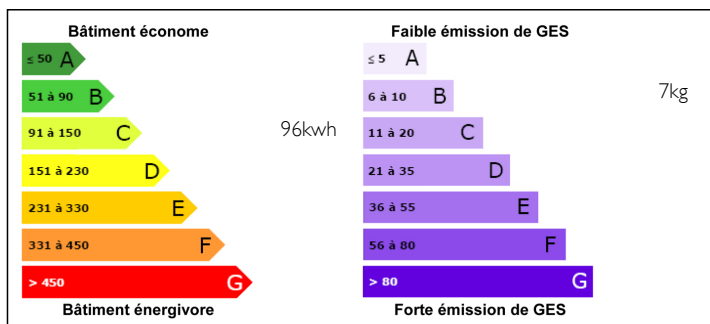 Bâtiment économe
≤ 50 A
51 à 90 B
91 à 150 C
151 à 230 D
231 à 330 E
331 à 450 F
> 450 G
Bâtiment énergivore
96kwh
Faible émission de GES
≤ 5 A
6 à 10 B
11 à 20 C
21 à 35 D
36 à 55 E
56 à 80 F
> 80 G
Forte émission de GES
7kg